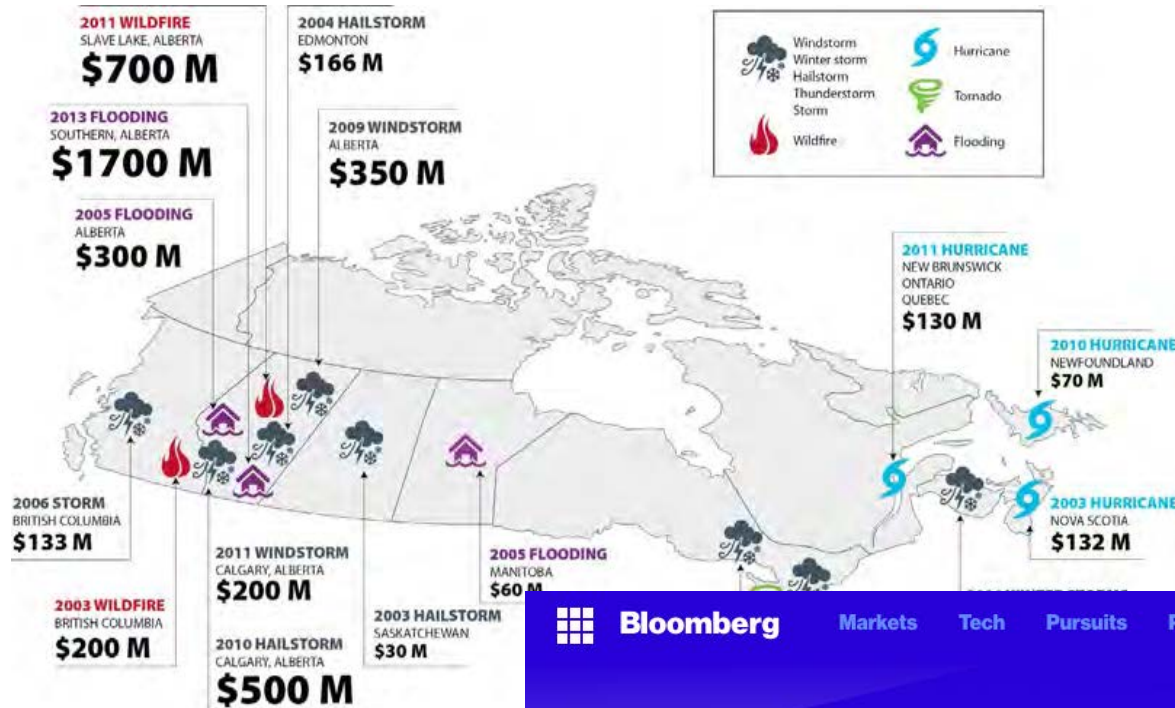 2011 WILDFIRE
SLAVE LAKE, ALBERTA
$700 M
2004 HAILSTORM
EDMONTON
$166 M
2013 FLOODING
SOUTHERN, ALBERTA
$1700 M
2009 WINDSTORM
ALBERTA
$350 M
2005 FLOODING
ALBERTA
$300 M
Windstorm
Winter storm
Hailstorm
Thunderstorm
Storm
Wildfire
Hurricane
Tornado
Flooding
2011 HURRICANE
NEW BRUNSWICK
ONTARIO
QUEBEC
$130 M
2010 HURRICANE
NEWFOUNDLAND
$70 M
2006 STORM
BRITISH COLUMBIA
$133 M
2003 WILDFIRE
BRITISH COLUMBIA
$200 M
2011 WINDSTORM
CALGARY, ALBERTA
$200 M
2010 HAILSTORM
CALGARY, ALBERTA
$500 M
2003 HAILSTORM
SASKATCHEWAN
$30 M
2005 FLOODING
MANITOBA
$60 M
2003 HURRICANE
NOVA SCOTIA
$132 M
Bloomberg Markets Tech Pursuits